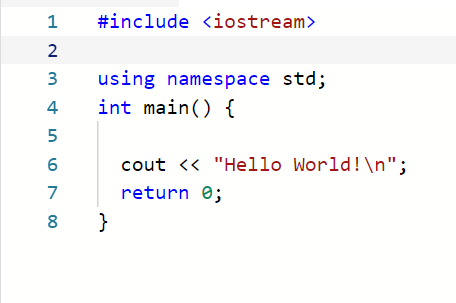 1 #include <iostream>
2
3 using namespace std;
4 int main() {
5
6 cout << "Hello World!\n";
7 return 0;
8 }